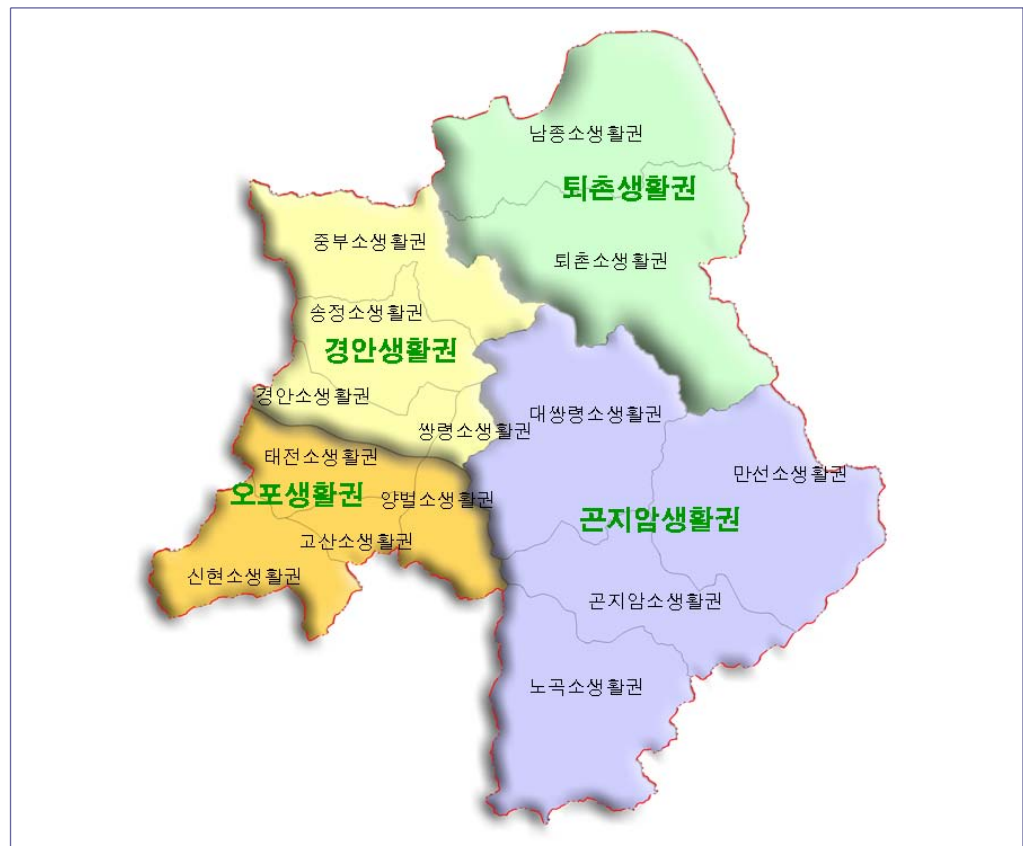 남종소생활권
퇴촌생활권
퇴촌소생활권
중부소생활권
송정소생활권
경안생활권
경안소생활권
쌍령소생활권
대쌍령소생활권
만선소생활권
곤지암생활권
곤지암소생활권
노곡소생활권
태전소생활권
오포생활권
양벌소생활권
고산소생활권
신현소생활권